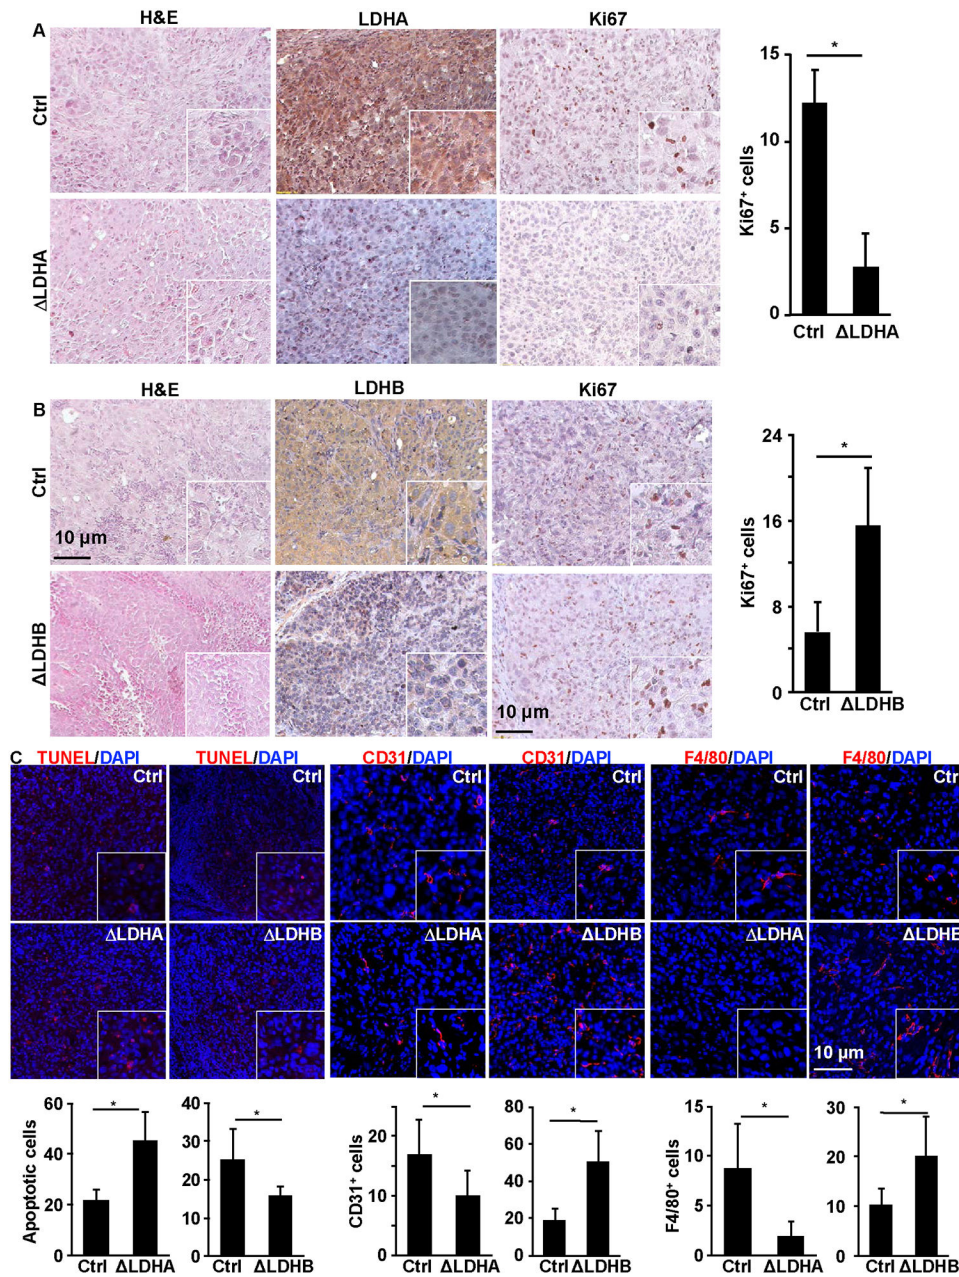 A
H&E
LDHA
Ki67
Ctrl
ΔLDHA
Ki67⁺ cells
15
10
5
0
*
Ctrl
ΔLDHA
B
H&E
LDHB
Ki67
Ctrl
10 µm
ΔLDHB
10 µm
Ki67⁺ cells
24
16
8
0
*
Ctrl
ΔLDHB
C
TUNEL/DAPI
TUNEL/DAPI
CD31/DAPI
CD31/DAPI
F4/80/DAPI
F4/80/DAPI
Ctrl
Ctrl
Ctrl
Ctrl
Ctrl
Ctrl
ΔLDHA
ΔLDHB
ΔLDHA
ΔLDHB
ΔLDHA
ΔLDHB
10 µm
Apoptotic cells
60
40
20
0
*
Ctrl ΔLDHA
40
30
20
10
0
*
Ctrl ΔLDHB
CD31⁺ cells
20
10
0
*
Ctrl ΔLDHA
80
60
40
20
0
*
Ctrl ΔLDHB
F4/80⁺ cells
15
10
5
0
*
Ctrl ΔLDHA
30
20
10
0
*
Ctrl ΔLDHB